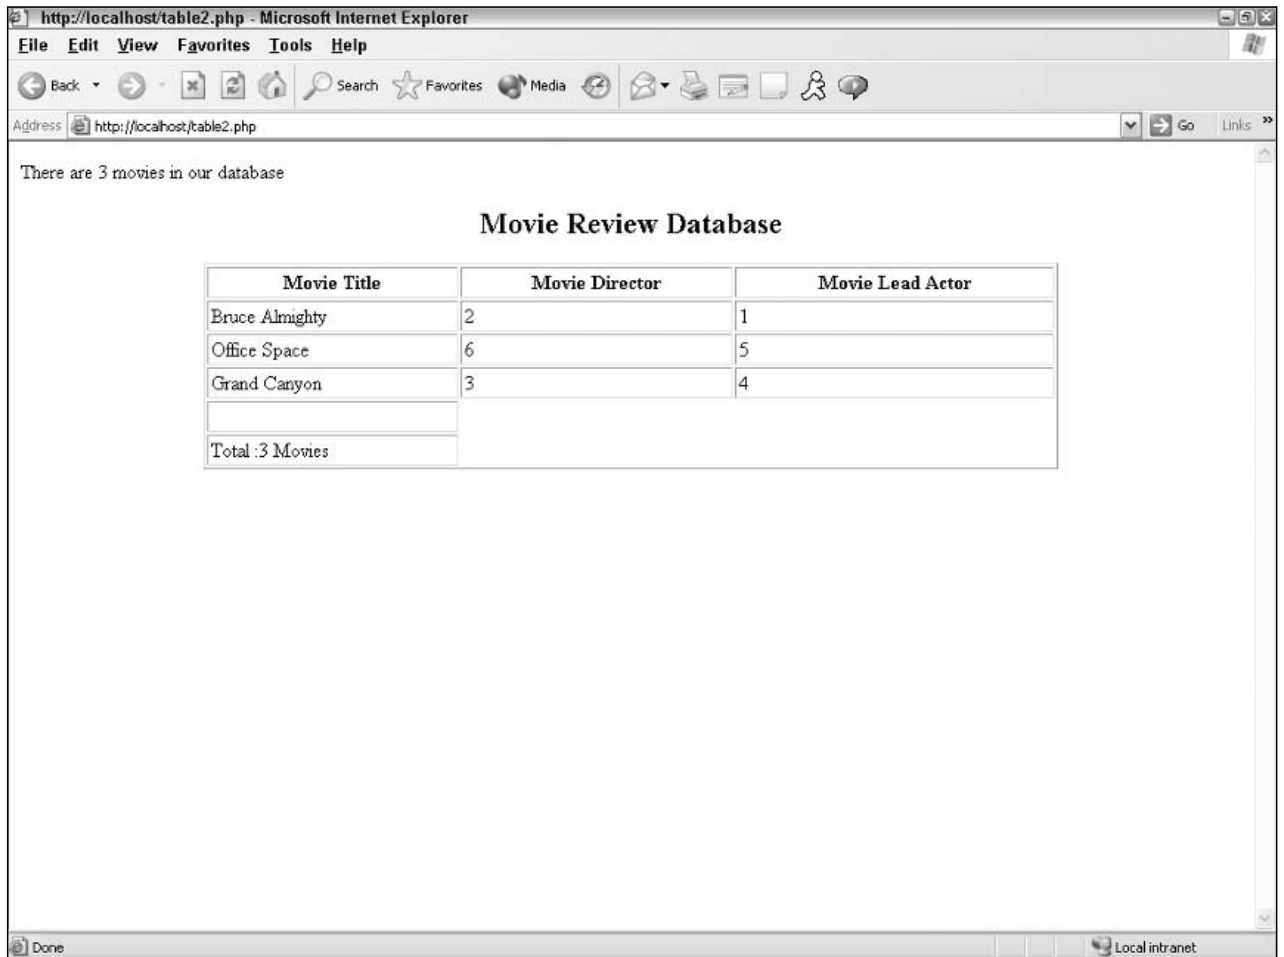 http://localhost/table2.php - Microsoft Internet Explorer
File Edit View Favorites Tools Help
Back Search Favorites Media
Address http://localhost/table2.php Go Links »
There are 3 movies in our database
Movie Review Database
Movie Title Movie Director Movie Lead Actor
Bruce Almighty 2 1
Office Space 6 5
Grand Canyon 3 4
Total :3 Movies
Done Local intranet